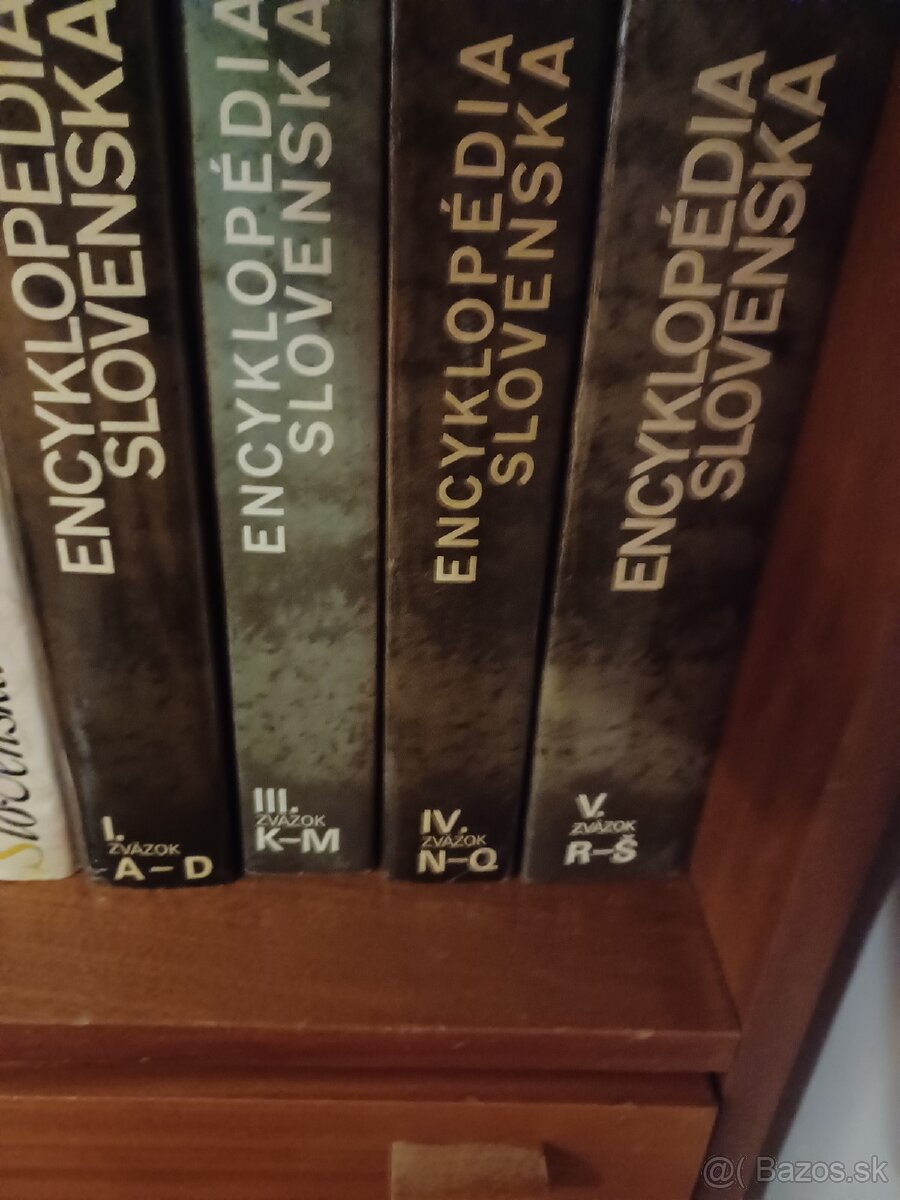 ENCYKLOPÉDIA
SLOVENSKA
I.
ZVÄZOK
A–D
ENCYKLOPÉDIA
SLOVENSKA
III.
ZVÄZOK
K–M
ENCYKLOPÉDIA
SLOVENSKA
IV.
ZVÄZOK
N–Q
ENCYKLOPÉDIA
SLOVENSKA
V.
ZVÄZOK
R–Š
@( Bazos.sk